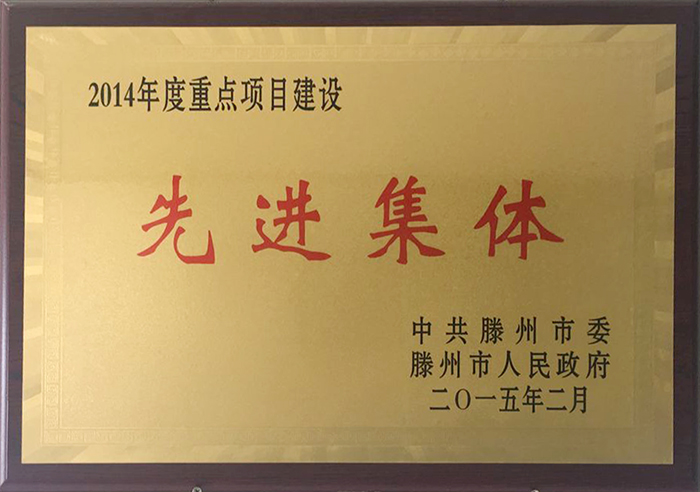 2014年度重点项目建设
先进集体
中共滕州市委
滕州市人民政府
二〇一五年二月